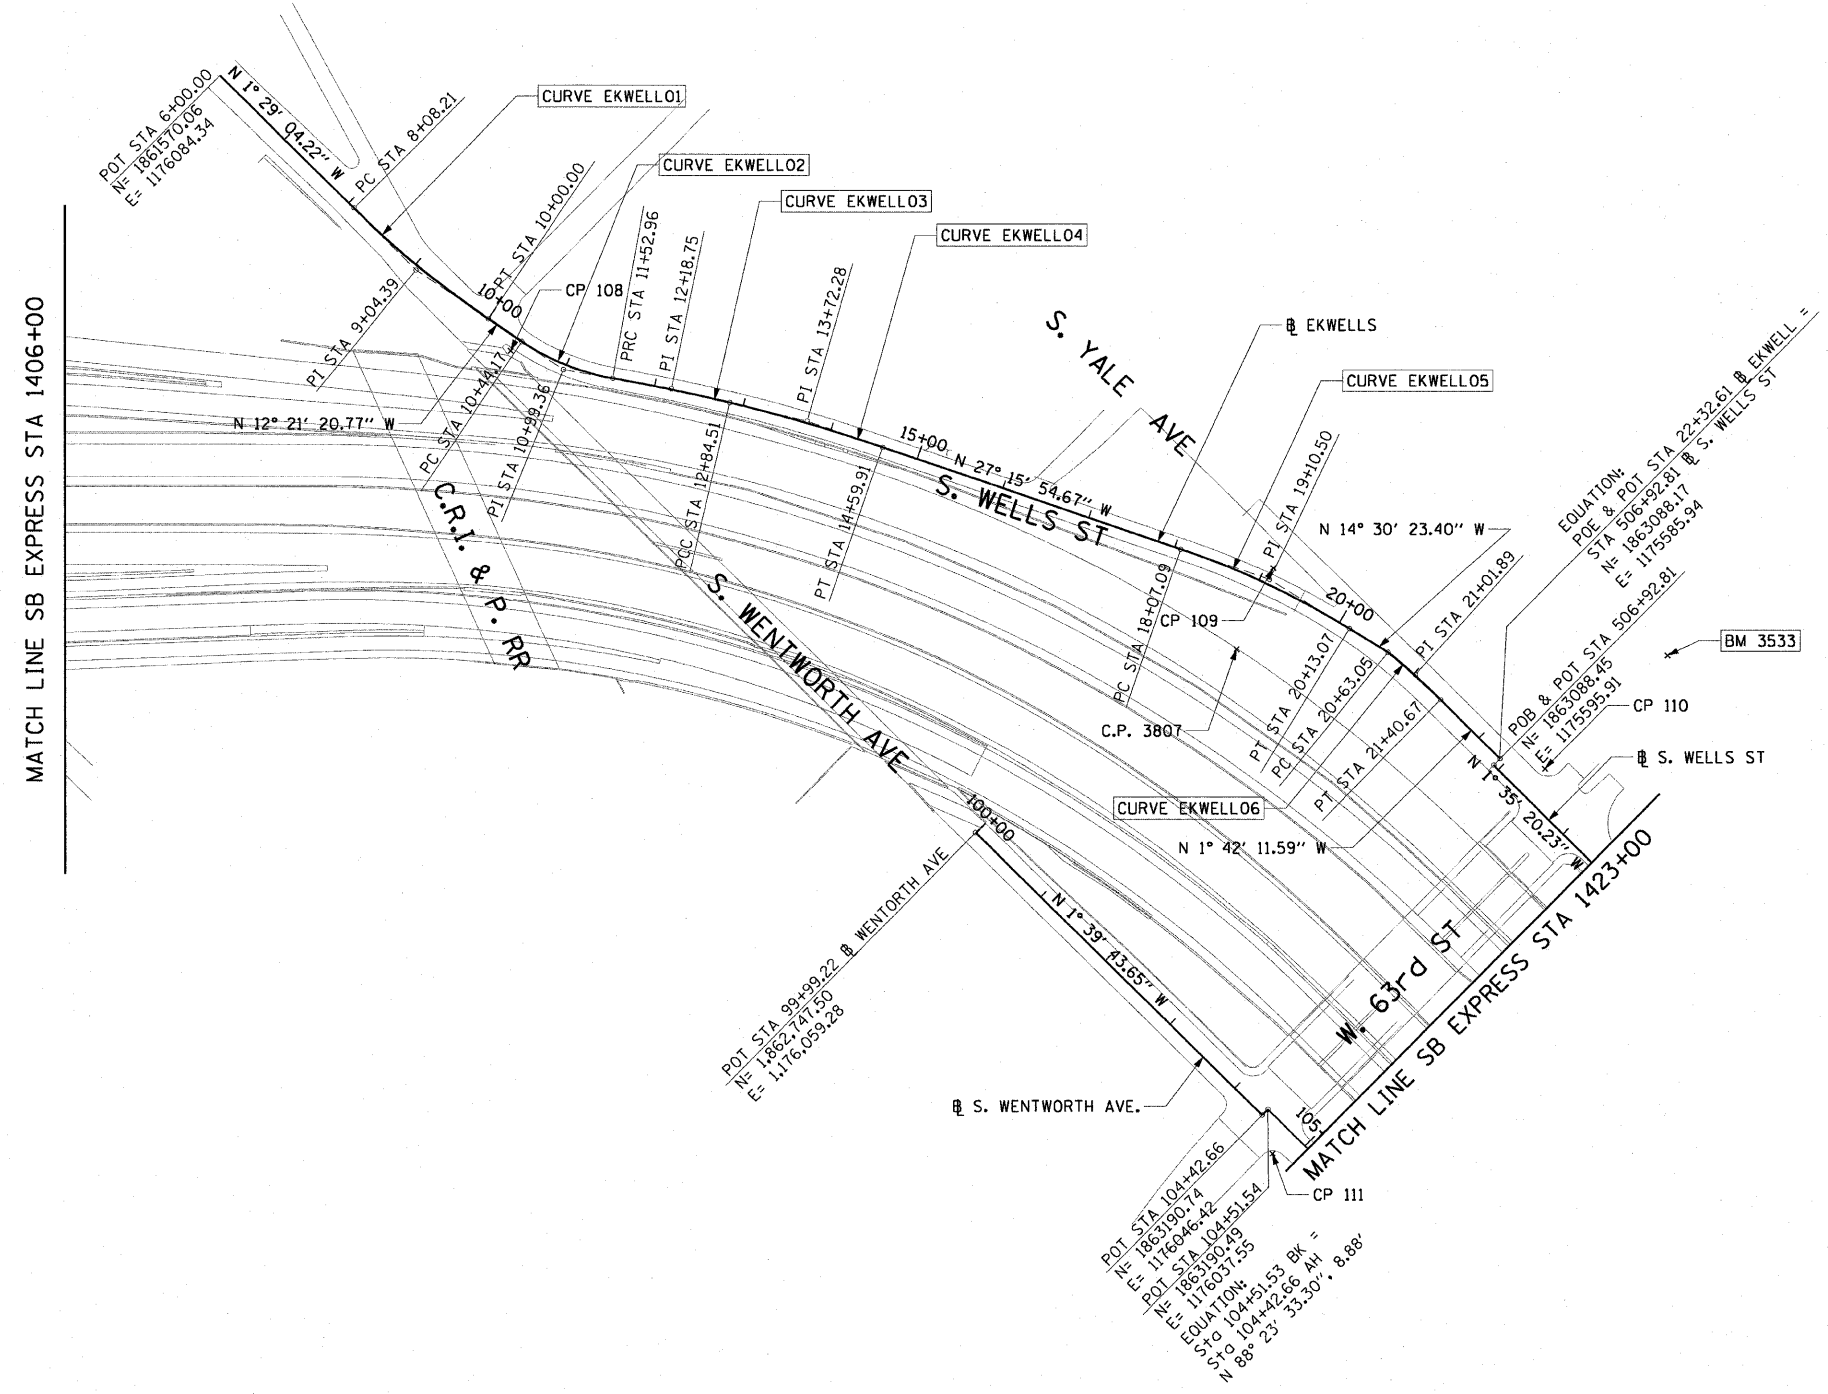 POT STA 6+00.00
N= 1861570.06
E= 1176084.34
N 1° 29' 04.22" W
PC STA 8+08.21
CURVE EKWELL01
CURVE EKWELL02
CURVE EKWELL03
CURVE EKWELL04
PT STA 10+00.00
10+00
CP 108
PRC STA 11+52.96
PI STA 12+18.75
PI STA 13+72.28
PI STA 9+04.39
N 12° 21' 20.77" W
PC STA 10+44.17
PI STA 10+99.36
PCC STA 12+84.51
PT STA 14+59.91
MATCH LINE SB EXPRESS STA 1406+00
C.R.I. & P. RR
S. WENTWORTH AVE
15+00
N 27° 15' 54.67" W
S. WELLS ST
S. YALE AVE
℄ EKWELLS
CURVE EKWELL05
PI STA 19+10.50
N 14° 30' 23.40" W
20+00
PI STA 21+01.89
CP 109
PC STA 18+07.09
C.P. 3807
PT STA 20+13.07
PC STA 20+63.05
PT STA 21+40.67
CURVE EKWELL06
N 1° 42' 11.59" W
EQUATION:
POE & POT STA 22+32.61 ℄ EKWELL =
STA 506+92.81 ℄ S. WELLS ST
N= 1863088.17
E= 1175585.94
POB & POT STA 506+92.81
N= 1863088.45
E= 1175595.91
BM 3533
CP 110
℄ S. WELLS ST
N 1° 35' 20.23" W
W. 63rd ST
MATCH LINE SB EXPRESS STA 1423+00
100+00
POT STA 99+99.22 ℄ WENTORTH AVE
N= 1,862,747.50
E= 1,176,059.28
N 1° 39' 43.65" W
℄ S. WENTWORTH AVE.
105
CP 111
POT STA 104+42.66
N= 1863190.74
E= 1176046.42
POT STA 104+51.54
N= 1863190.49
E= 1176037.55
EQUATION:
Sta 104+51.53 BK =
Sta 104+42.66 AH
N 88° 23' 33.30", 8.88'